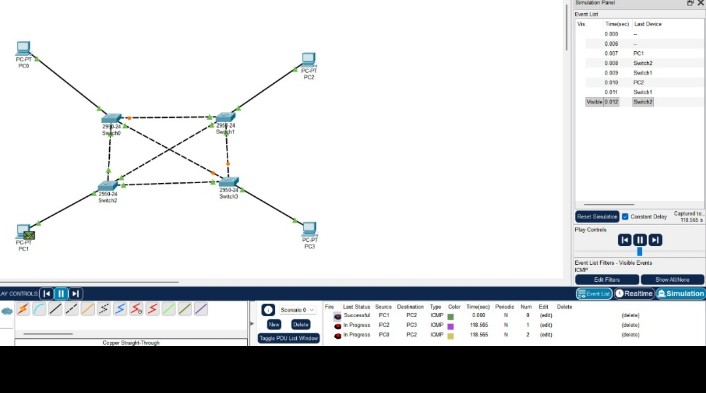 Simulation Panel
Event List
Vis. Time(sec) Last Device
0.000 --
0.006 --
0.007 PC1
0.008 Switch2
0.009 Switch1
0.010 PC2
0.011 Switch1
Visible 0.012 Switch2
PC-PT
PC0
PC-PT
PC2
2950-24
Switch0
2950-24
Switch1
2950-24
Switch2
2950-24
Switch3
PC-PT
PC1
PC-PT
PC3
Reset Simulation Constant Delay Captured to:
118.565 s
Play Controls
Event List Filters - Visible Events
ICMP
Edit Filters Show All/None
AY CONTROLS:
Event List Realtime Simulation
Scenario 0
New Delete
Toggle PDU List Window
Fire Last Status Source Destination Type Color Time(sec) Periodic Num Edit Delete
Successful PC1 PC2 ICMP 0.000 N 0 (edit) (delete)
In Progress PC2 PC3 ICMP 118.565 N 1 (edit) (delete)
In Progress PC2 ICMP 118.565 N 2 (edit) (delete)
Copper Straight-Through